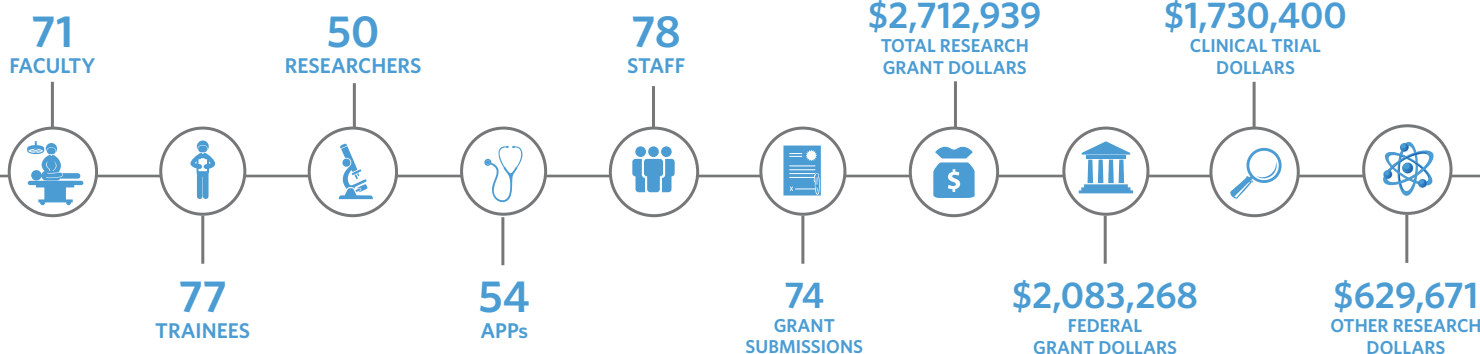 71
FACULTY
77
TRAINEES
50
RESEARCHERS
54
APPs
78
STAFF
74
GRANT
SUBMISSIONS
$2,712,939
TOTAL RESEARCH
GRANT DOLLARS
$
$2,083,268
FEDERAL
GRANT DOLLARS
$1,730,400
CLINICAL TRIAL
DOLLARS
$629,671
OTHER RESEARCH
DOLLARS